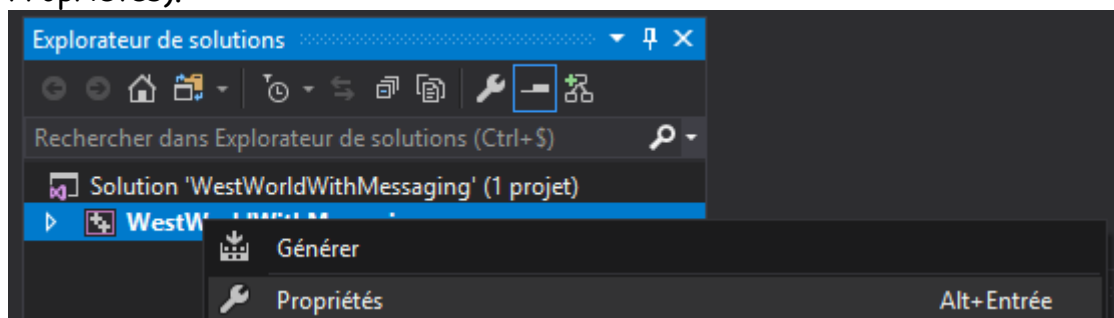 Propriétés).
Explorateur de solutions
Rechercher dans Explorateur de solutions (Ctrl+$)
Solution 'WestWorldWithMessaging' (1 projet)
Générer
Propriétés Alt+Entrée